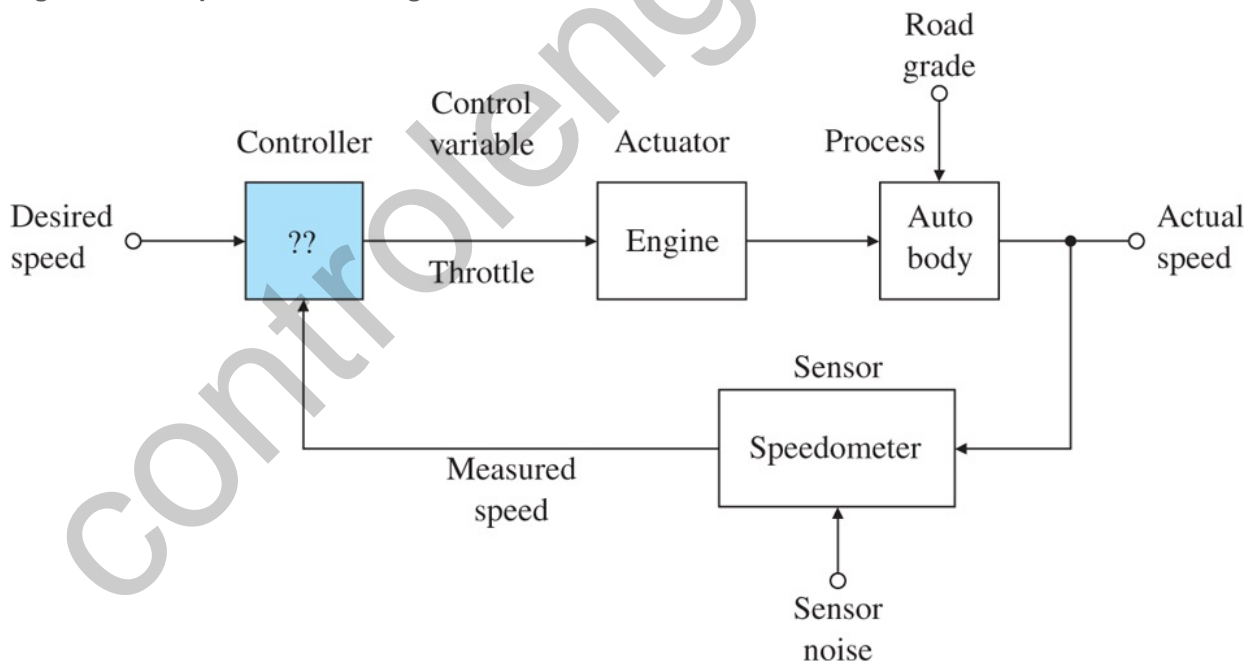 Road
grade
Control
variable
Controller
Actuator
Process
Desired
speed
??
Throttle
Engine
Auto
body
Actual
speed
Sensor
Speedometer
Measured
speed
Sensor
noise
controleng